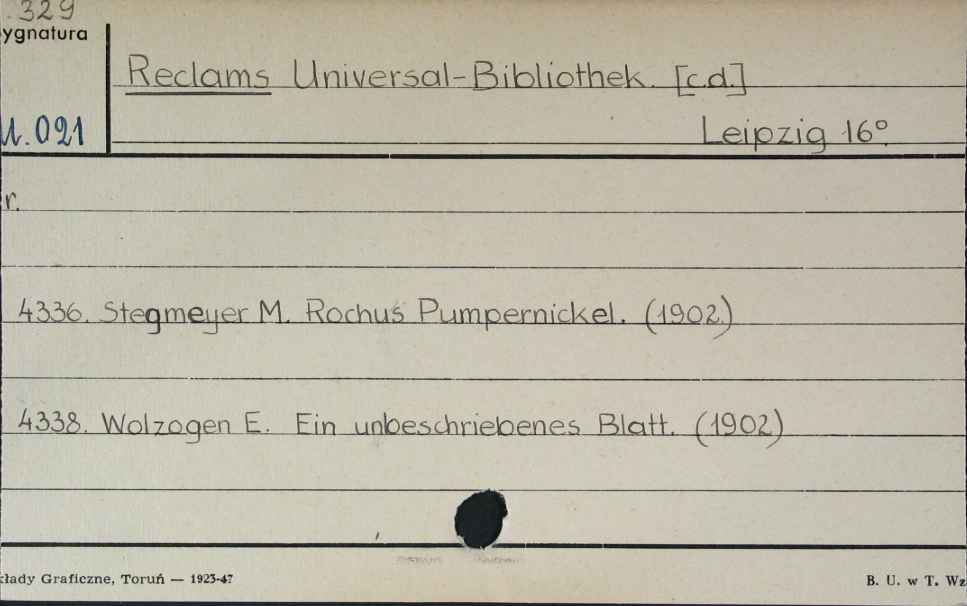 .329
ygnatura
Reclams Universal-Bibliothek. [c.d.]
U.021
Leipzig 16°.
r.
4336. Stegmeyer M. Rochus Pumpernickel. (1902.)
4338. Wolzogen E. Ein unbeschriebenes Blatt. (1902)
kłady Graficzne, Toruń — 1923-47
B. U. w T. Wz